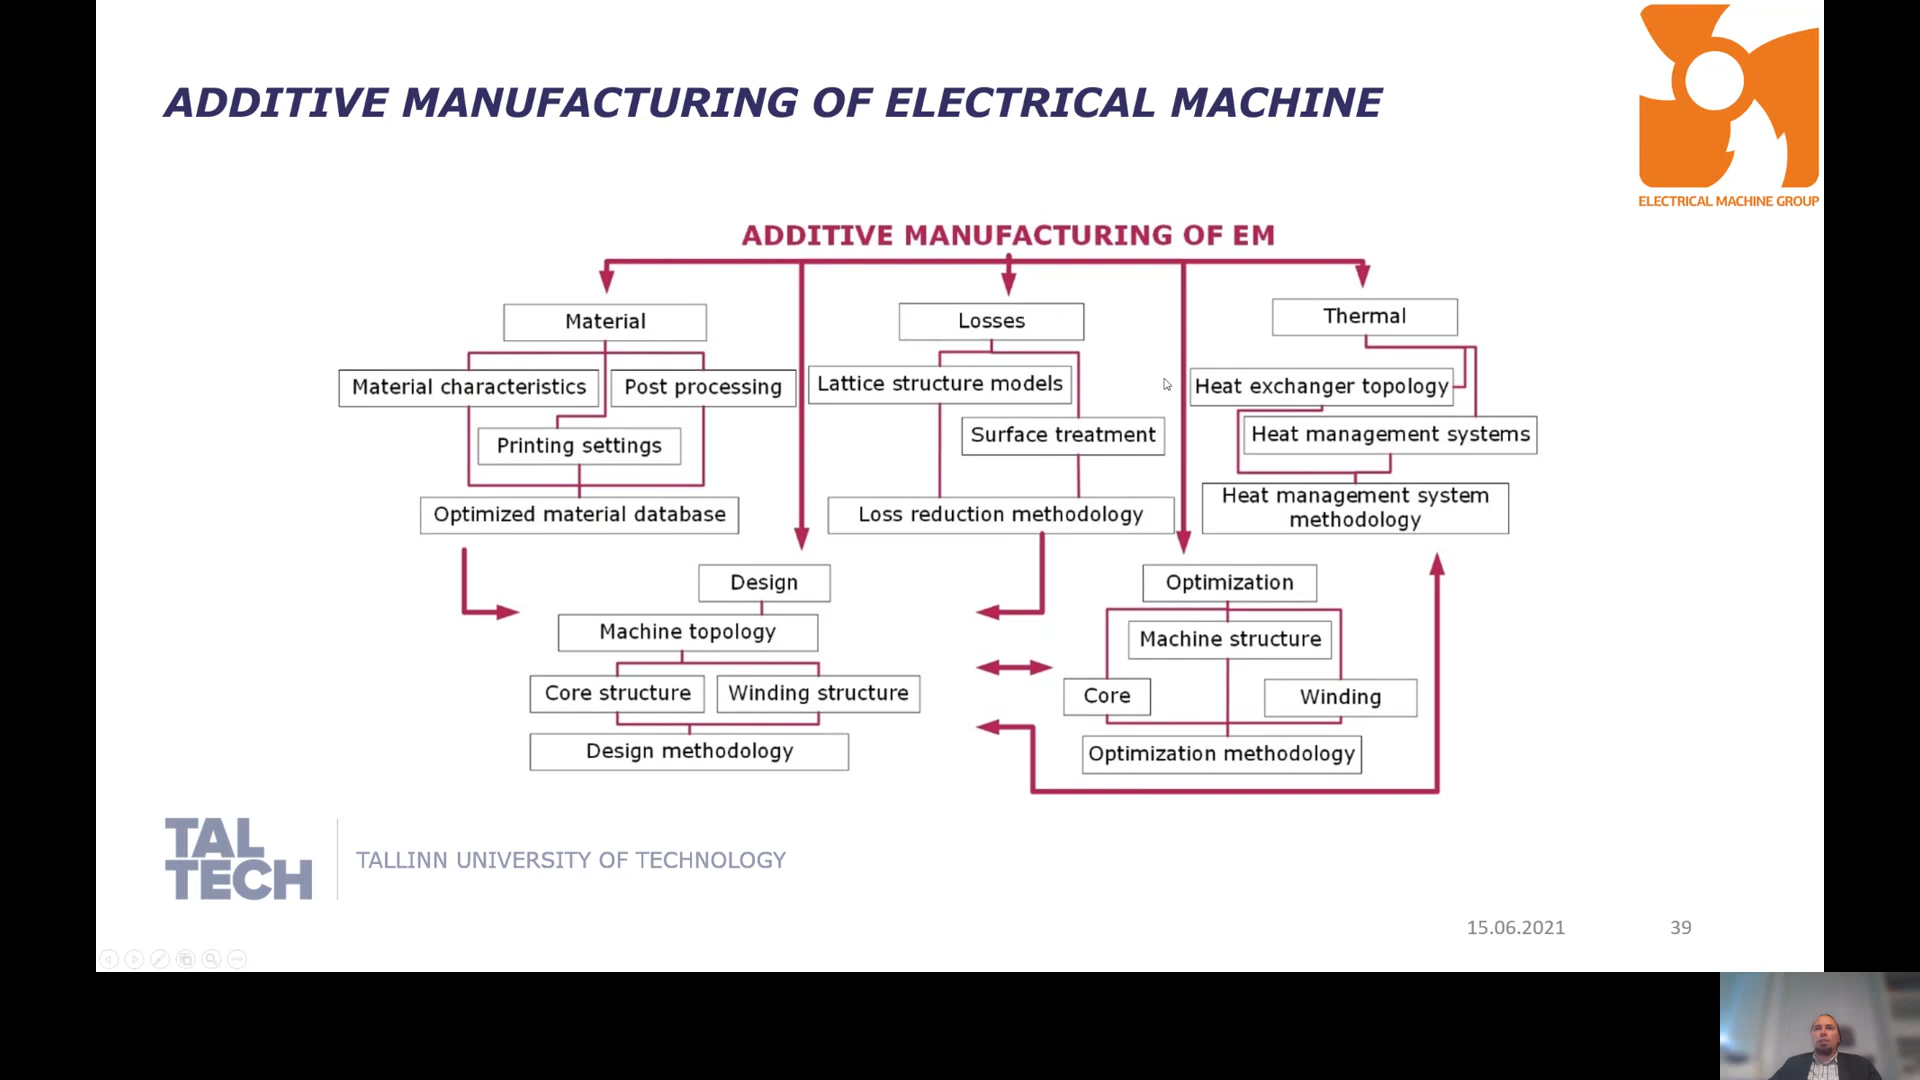 ADDITIVE MANUFACTURING OF ELECTRICAL MACHINE
ELECTRICAL MACHINE GROUP
ADDITIVE MANUFACTURING OF EM
Material
Material characteristics
Post processing
Printing settings
Optimized material database
Losses
Lattice structure models
Surface treatment
Loss reduction methodology
Thermal
Heat exchanger topology
Heat management systems
Heat management system
methodology
Design
Machine topology
Core structure
Winding structure
Design methodology
Optimization
Machine structure
Core
Winding
Optimization methodology
TAL
TECH
TALLINN UNIVERSITY OF TECHNOLOGY
15.06.2021
39